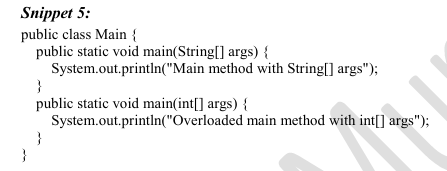 Snippet 5:
public class Main {
    public static void main(String[] args) {
        System.out.println("Main method with String[] args");
    }
    public static void main(int[] args) {
        System.out.println("Overloaded main method with int[] args");
    }
}